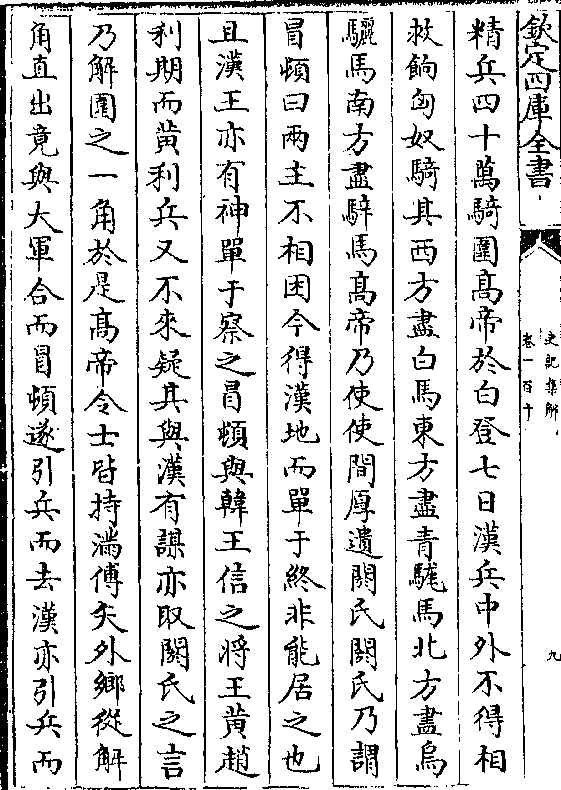 欽定四庫全書
史記集解
卷一百十
九
精兵四十萬騎圍髙帝於白登七日漢兵中外不得相
救餉匈奴騎其西方盡白馬東方盡青駹馬北方盡烏
驪馬南方盡騂馬髙帝乃使使間厚遺閼氏閼氏乃謂
冒頓曰兩主不相困今得漢地而單于終非能居之也
且漢王亦有神單于察之冒頓與韓王信之將王黄趙
利期而黄利兵又不來疑其與漢有謀亦取閼氏之言
乃解圍之一角於是髙帝令士皆持滿傅矢外鄉從解
角直出竟與大軍合而冒頓遂引兵而去漢亦引兵而